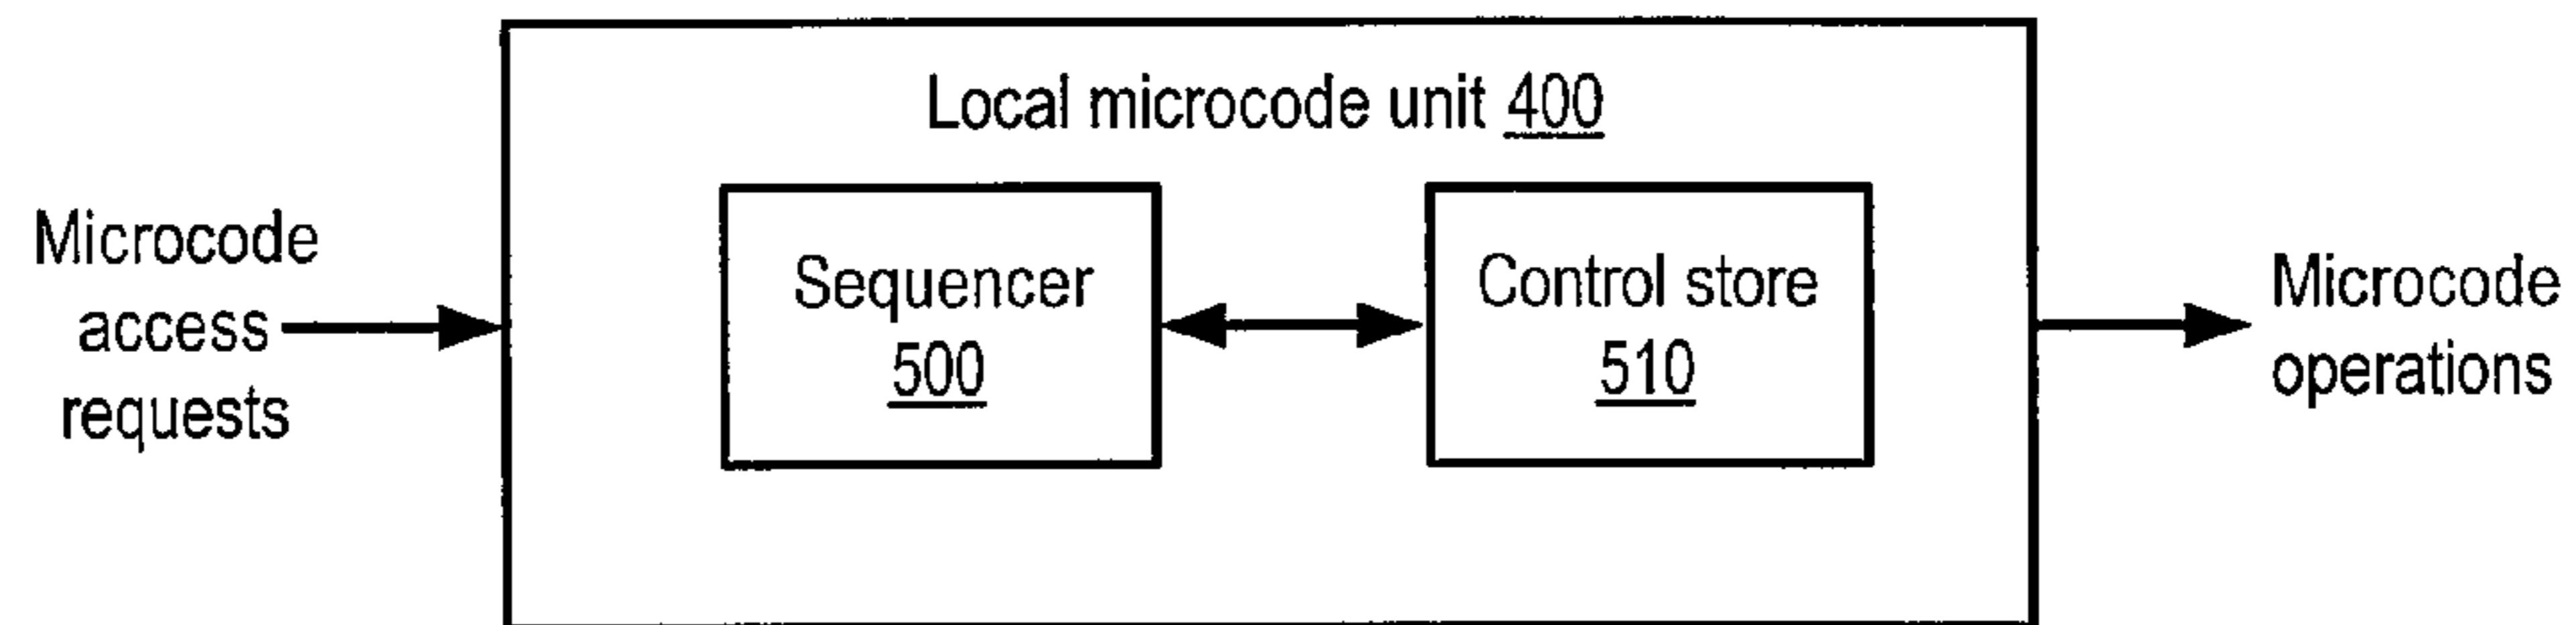 Local microcode unit 400
Microcode
access
requests
Sequencer
500
Control store
510
Microcode
operations